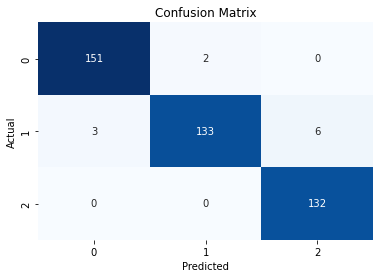 Confusion Matrix
Actual
0 151 2 0
1 3 133 6
2 0 0 132
0 1 2
Predicted